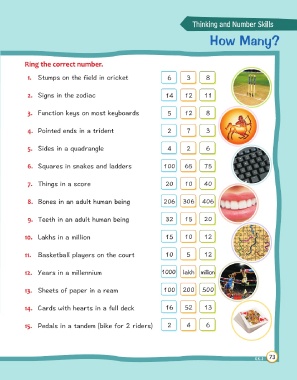 Thinking and Number Skills
How Many?
Ring the correct number.
1. Stumps on the field in cricket 6 3 8
2. Signs in the zodiac 14 12 11
3. Function keys on most keyboards 5 12 8
4. Pointed ends in a trident 2 7 3
5. Sides in a quadrangle 4 2 6
6. Squares in snakes and ladders 100 65 75
7. Things in a score 20 10 40
8. Bones in an adult human being 206 306 406
9. Teeth in an adult human being 32 15 20
10. Lakhs in a million 15 10 12
11. Basketball players on the court 10 5 12
12. Years in a millennium 1000 lakh million
13. Sheets of paper in a ream 100 200 500
14. Cards with hearts in a full deck 16 52 13
15. Pedals in a tandem (bike for 2 riders) 2 4 6
73